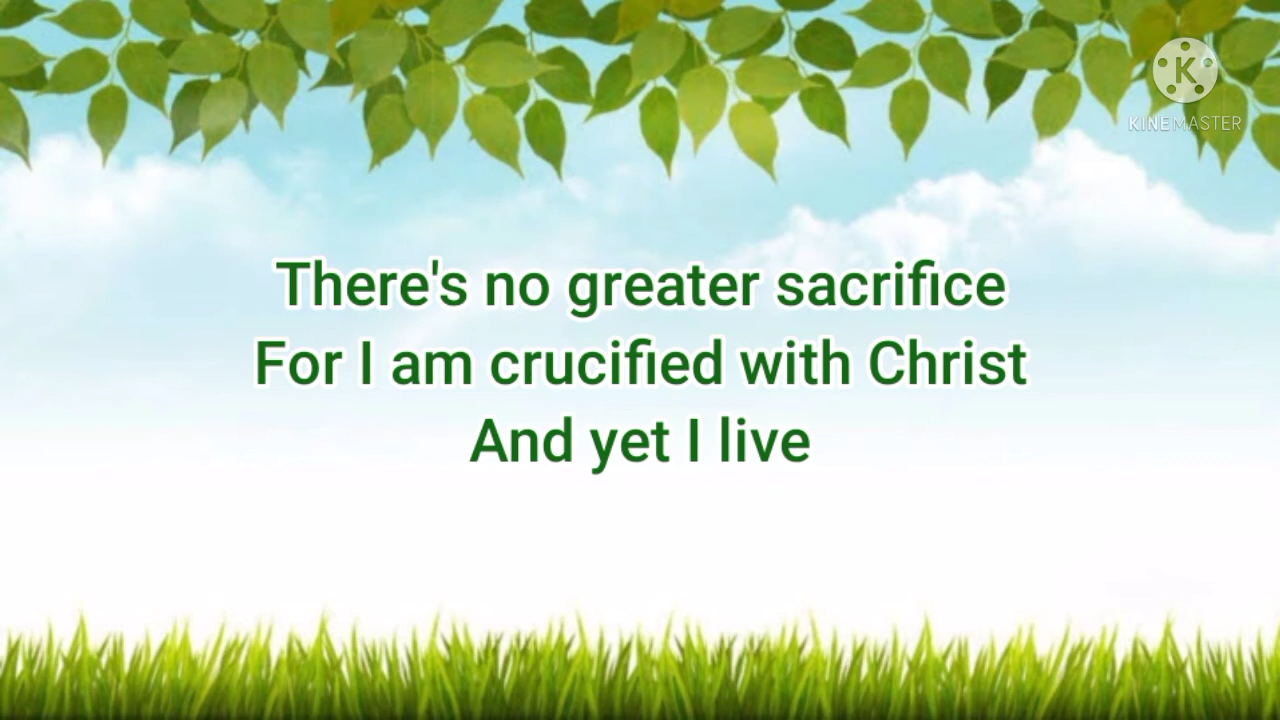 K
KINEMASTER
There's no greater sacrifice
For I am crucified with Christ
And yet I live